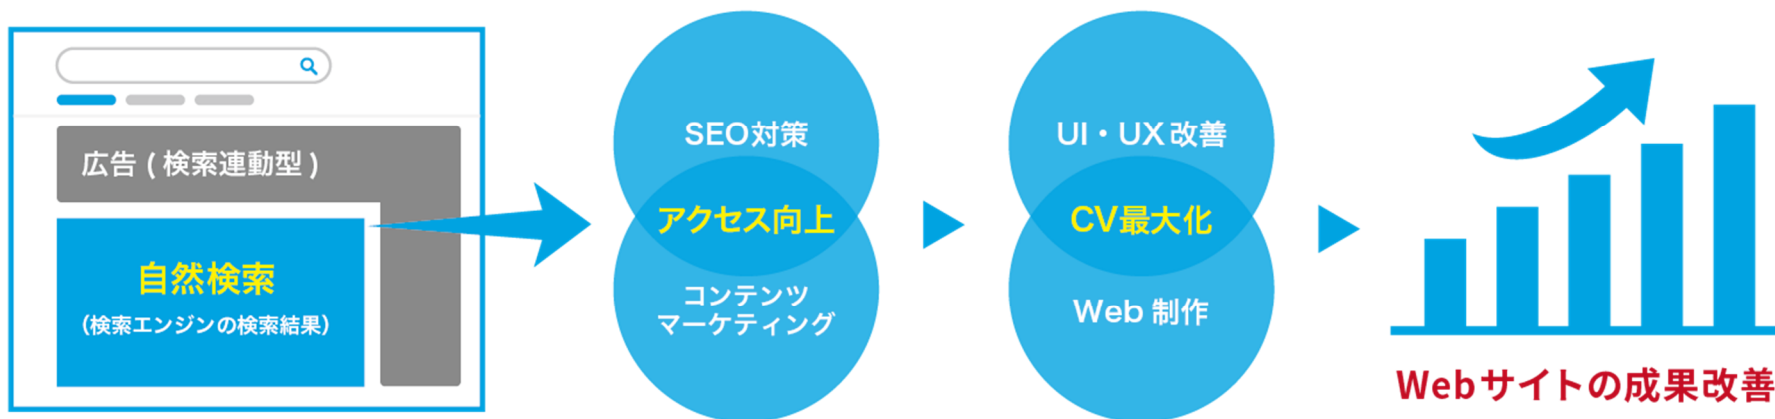 広告 ( 検索連動型 )
自然検索
(検索エンジンの検索結果)
SEO対策
アクセス向上
コンテンツ
マーケティング
UI・UX 改善
CV最大化
Web 制作
Webサイトの成果改善